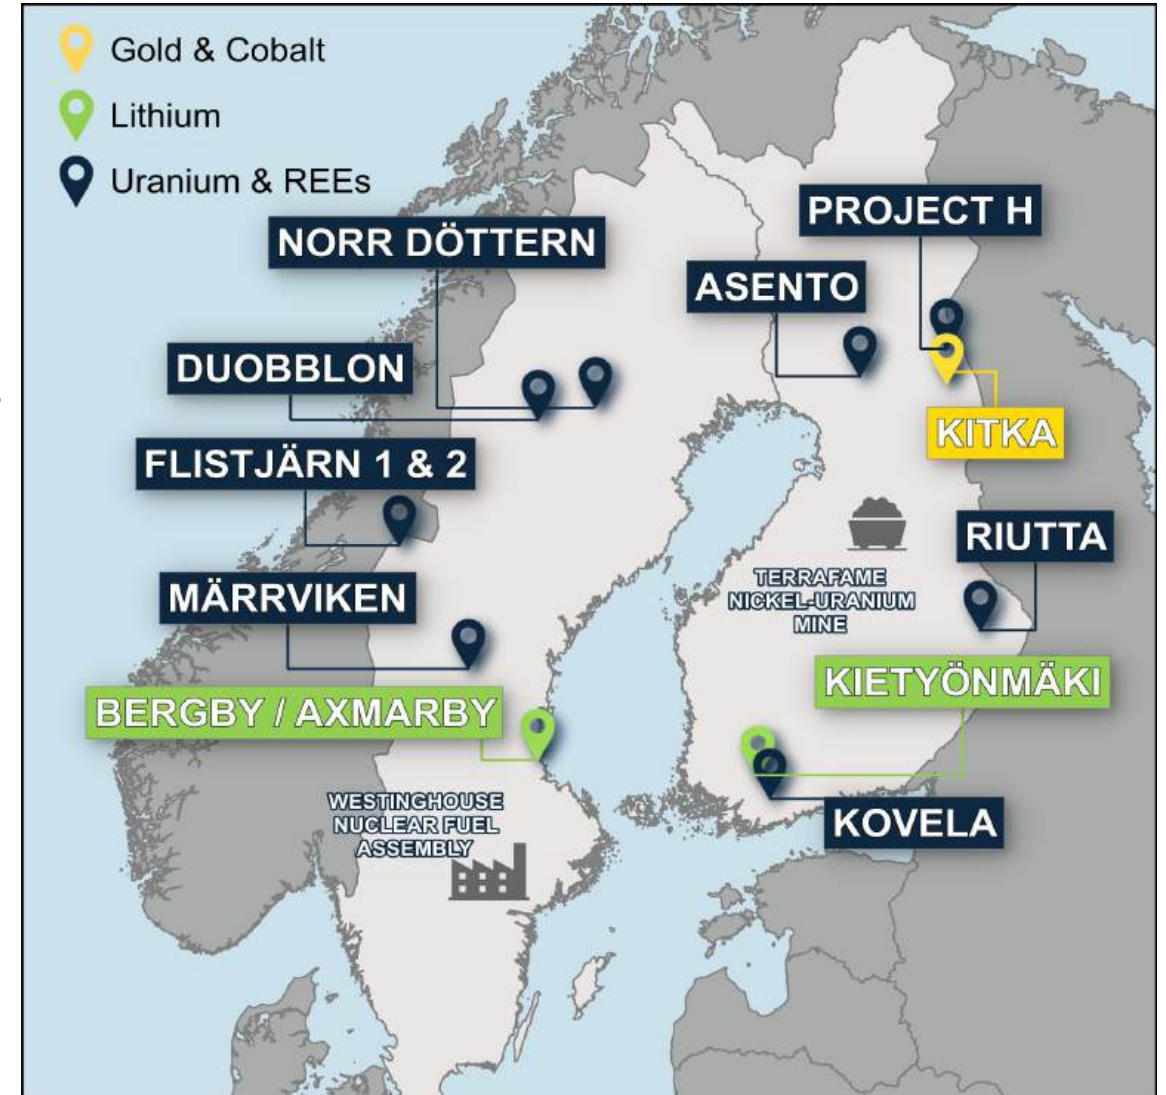 Gold & Cobalt
Lithium
Uranium & REEs
PROJECT H
NORR DÖTTERN
ASENTO
DUOBBLON
KITKA
FLISTJÄRN 1 & 2
RIUTTA
TERRAFAME
NICKEL-URANIUM
MINE
MÄRRVIKEN
KIETYÖNMÄKI
BERGBY / AXMARBY
WESTINGHOUSE
NUCLEAR FUEL
ASSEMBLY
KOVELA